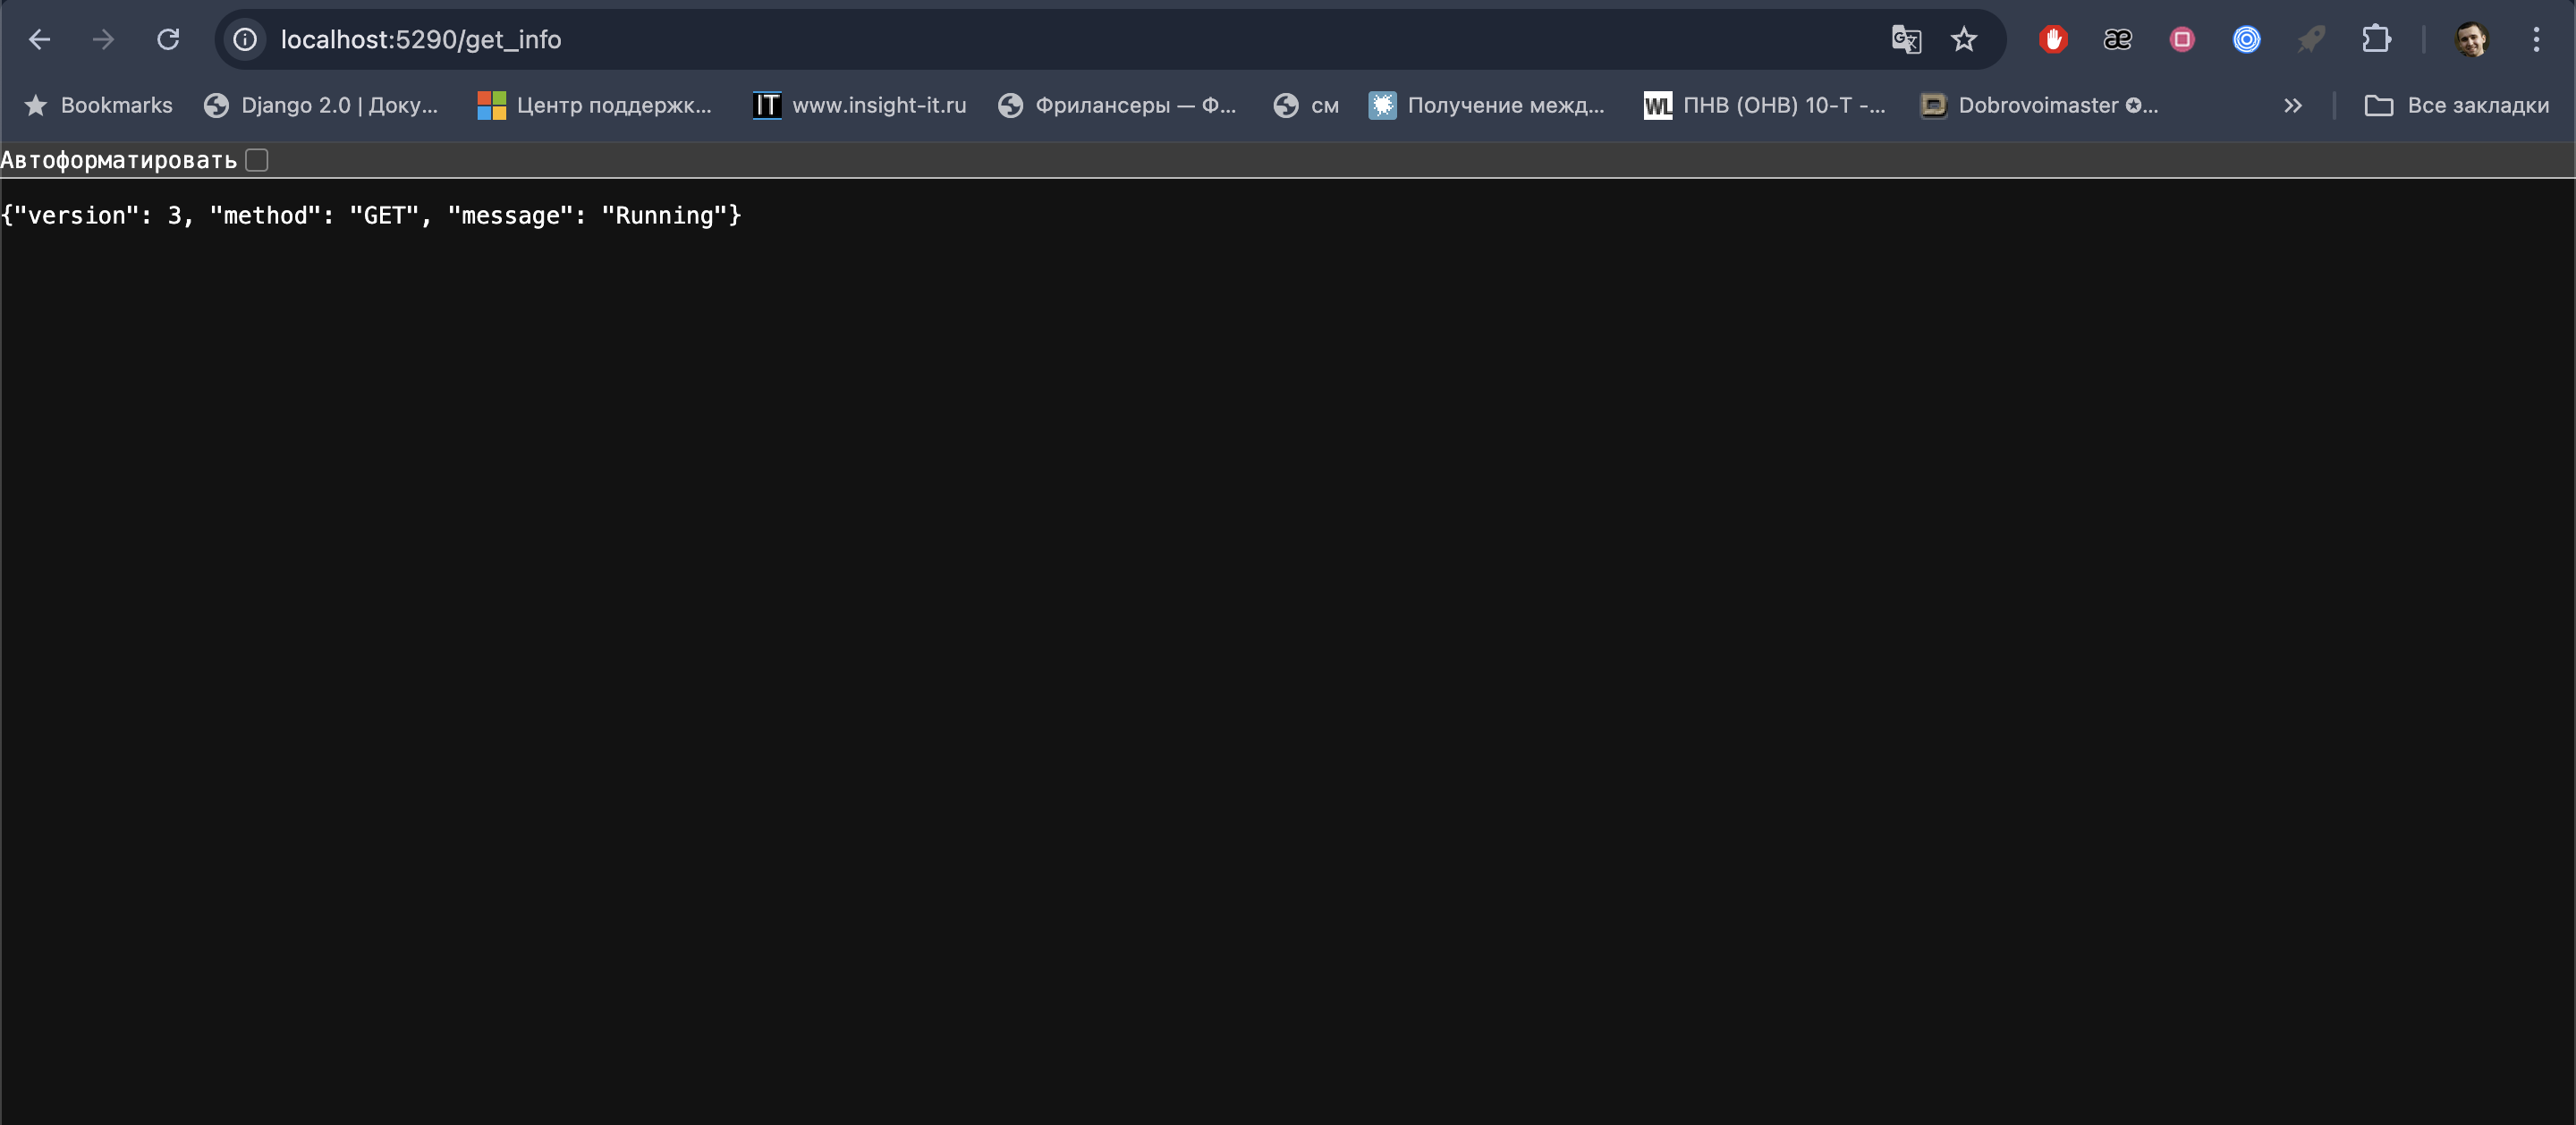 localhost:5290/get_info
Bookmarks Django 2.0 | Доку... Центр поддержк... IT www.insight-it.ru Фрилансеры — Ф... см Получение межд... WL ПНВ (ОНВ) 10-Т -... Dobrovoimaster ✪... » Все закладки
Автоформатировать
{"version": 3, "method": "GET", "message": "Running"}